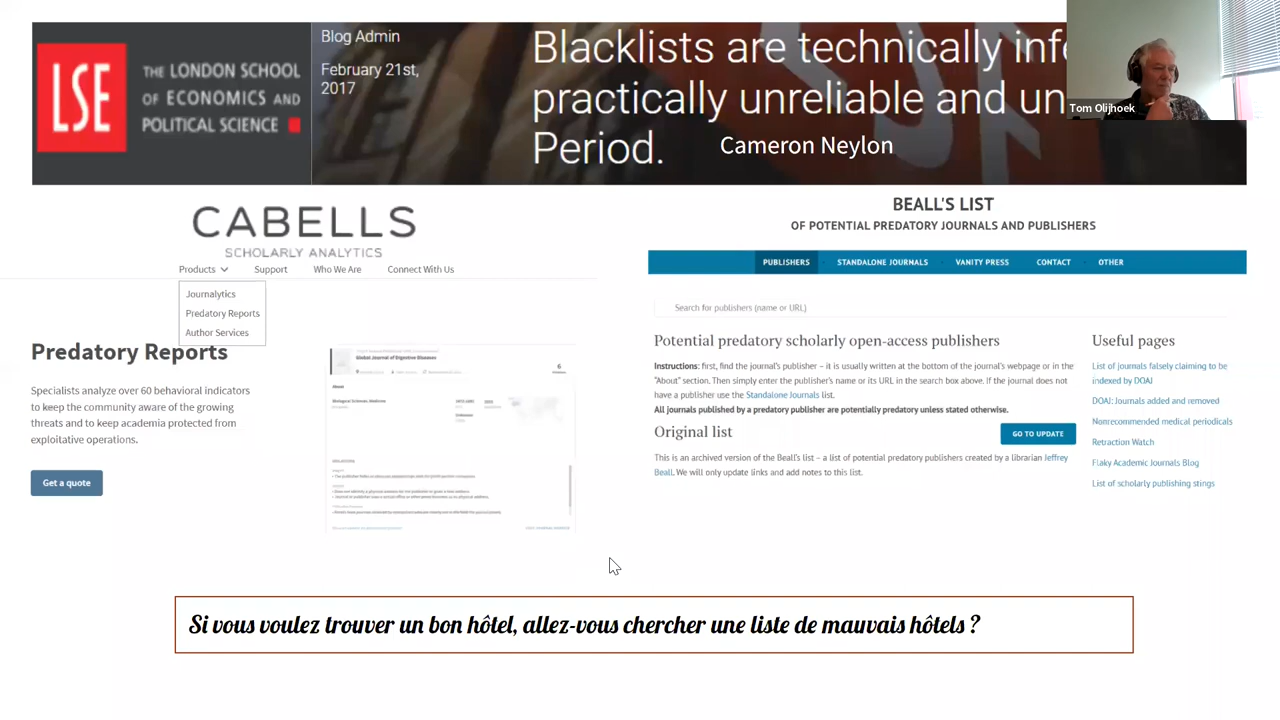 LSE
THE LONDON SCHOOL
OF ECONOMICS AND
POLITICAL SCIENCE
Blog Admin
February 21st,
2017
Blacklists are technically
practically unreliable and
Period.
Cameron Neylon
Tom Olijhoek
CABELLS
SCHOLARLY ANALYTICS
Products Support Who We Are Connect With Us
Journalytics
Predatory Reports
Author Services
Predatory Reports
Specialists analyze over 60 behavioral indicators
to keep the community aware of the growing
threats and to keep academia protected from
exploitative operations.
Get a quote
Global Journal of Digestive Diseases
6
About
Biological Sciences, Medicine
BEALL'S LIST
OF POTENTIAL PREDATORY JOURNALS AND PUBLISHERS
PUBLISHERS STANDALONE JOURNALS VANITY PRESS CONTACT OTHER
Search for publishers (name or URL)
Potential predatory scholarly open-access publishers
Instructions: first, find the journal's publisher – it is usually written at the bottom of the journal's webpage or in the
"About" section. Then simply enter the publisher's name or its URL in the search box above. If the journal does not
have a publisher use the Standalone Journals list.
All journals published by a predatory publisher are potentially predatory unless stated otherwise.
Original list
GO TO UPDATE
This is an archived version of the Beall's list – a list of potential predatory publishers created by a librarian Jeffrey
Beall. We will only update links and add notes to this list.
Useful pages
List of journals falsely claiming to be
indexed by DOAJ
DOAJ: Journals added and removed
Nonrecommended medical periodicals
Retraction Watch
Flaky Academic Journals Blog
List of scholarly publishing stings
Si vous voulez trouver un bon hôtel, allez-vous chercher une liste de mauvais hôtels ?